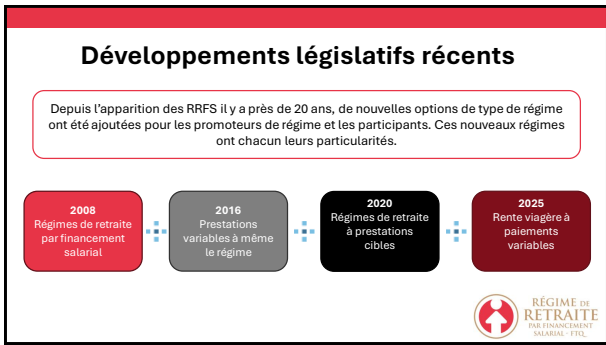 Développements législatifs récents
Depuis l’apparition des RRFS il y a près de 20 ans, de nouvelles options de type de régime
ont été ajoutées pour les promoteurs de régime et les participants. Ces nouveaux régimes
ont chacun leurs particularités.
2008
Régimes de retraite
par financement
salarial
2016
Prestations
variables à même
le régime
2020
Régimes de retraite
à prestations
cibles
2025
Rente viagère à
paiements
variables
RÉGIME DE
RETRAITE
PAR FINANCEMENT
SALARIAL - FTQ